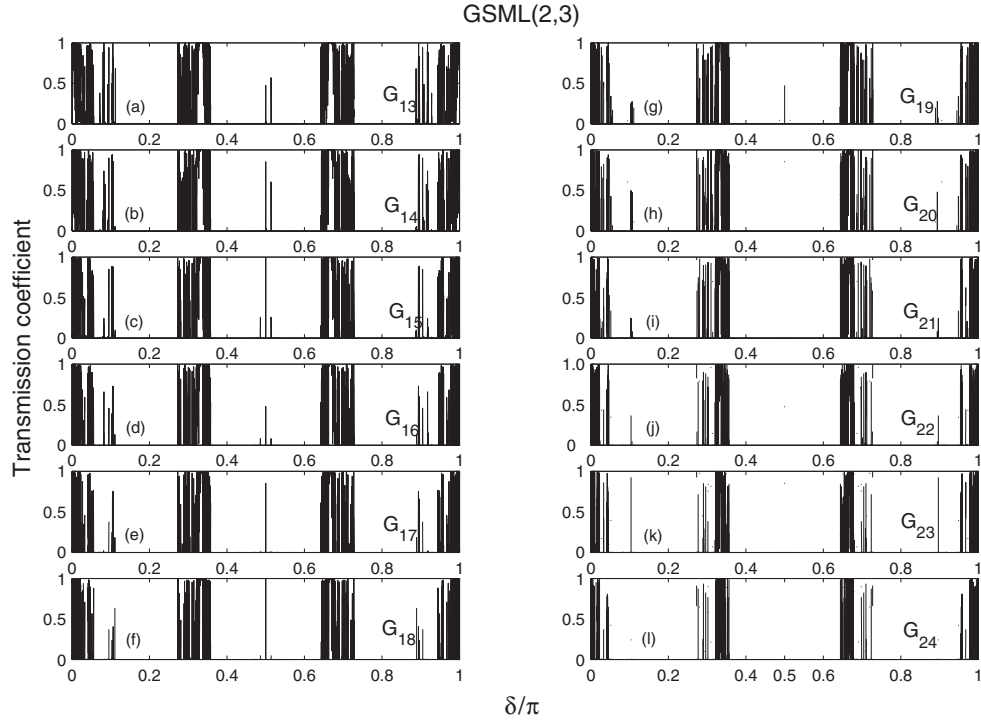 GSML(2,3)
Transmission coefficient
1
0.5
0
(a)
G13
0 0.2 0.4 0.6 0.8 1
1
0.5
0
(b)
G14
0 0.2 0.4 0.6 0.8 1
1
0.5
0
(c)
G15
0 0.2 0.4 0.6 0.8 1
1
0.5
0
(d)
G16
0 0.2 0.4 0.6 0.8 1
1
0.5
0
(e)
G17
0 0.2 0.4 0.6 0.8 1
1
0.5
0
(f)
G18
0 0.2 0.4 0.6 0.8 1
1
0.5
0
(g)
G19
0 0.2 0.4 0.6 0.8 1
1
0.5
0
(h)
G20
0 0.2 0.4 0.6 0.8 1
1
0.5
0
(i)
G21
0 0.2 0.4 0.6 0.8 1
1
0.5
0
(j)
G22
0 0.2 0.4 0.6 0.8 1
1
0.5
0
(k)
G23
0 0.2 0.4 0.6 0.8 1
1
0.5
0
(l)
G24
0 0.2 0.4 0.5 0.6 0.8 1
δ/π